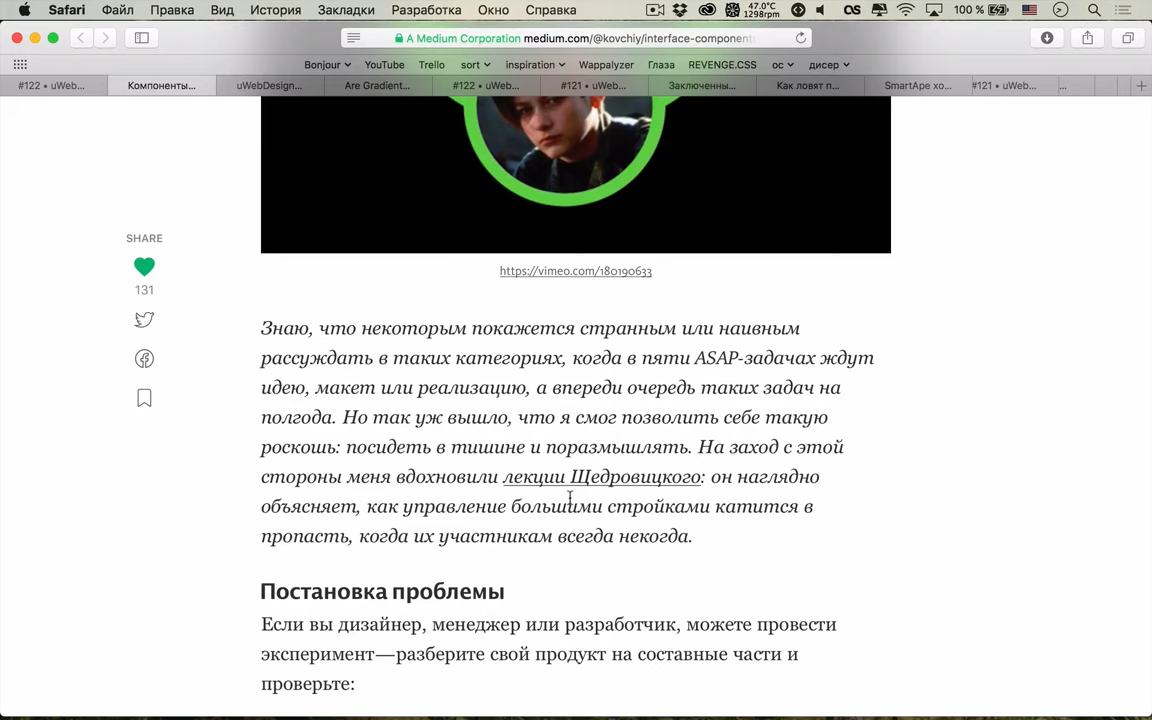 Safari Файл Правка Вид История Закладки Разработка Окно Справка 47.0°C 1298rpm 100 %
A Medium Corporation medium.com/@kovchiy/interface-component
Bonjour YouTube Trello sort inspiration Wappalyzer Глаза REVENGE.CSS ос дисер
#122 • uWeb... Компоненты... uWebDesign... Are Gradient... #122 • uWeb... #121 • uWeb... Заключенны... Как ловят п... SmartApe хо... #121 • uWeb... ...
https://vimeo.com/180190633
SHARE
131
Знаю, что некоторым покажется странным или наивным
рассуждать в таких категориях, когда в пяти ASAP-задачах ждут
идею, макет или реализацию, а впереди очередь таких задач на
полгода. Но так уж вышло, что я смог позволить себе такую
роскошь: посидеть в тишине и поразмышлять. На заход с этой
стороны меня вдохновили лекции Щедровицкого: он наглядно
объясняет, как управление большими стройками катится в
пропасть, когда их участникам всегда некогда.
Постановка проблемы
Если вы дизайнер, менеджер или разработчик, можете провести
эксперимент—разберите свой продукт на составные части и
проверьте: